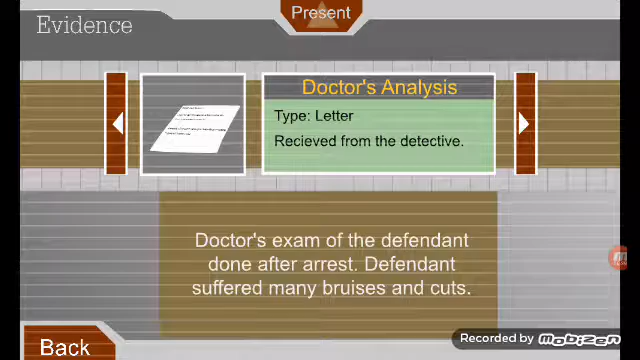 Present
Evidence
Doctor's Analysis
Type: Letter
Recieved from the detective.
Doctor's exam of the defendant
done after arrest. Defendant
suffered many bruises and cuts.
Recorded by mobizen
Back